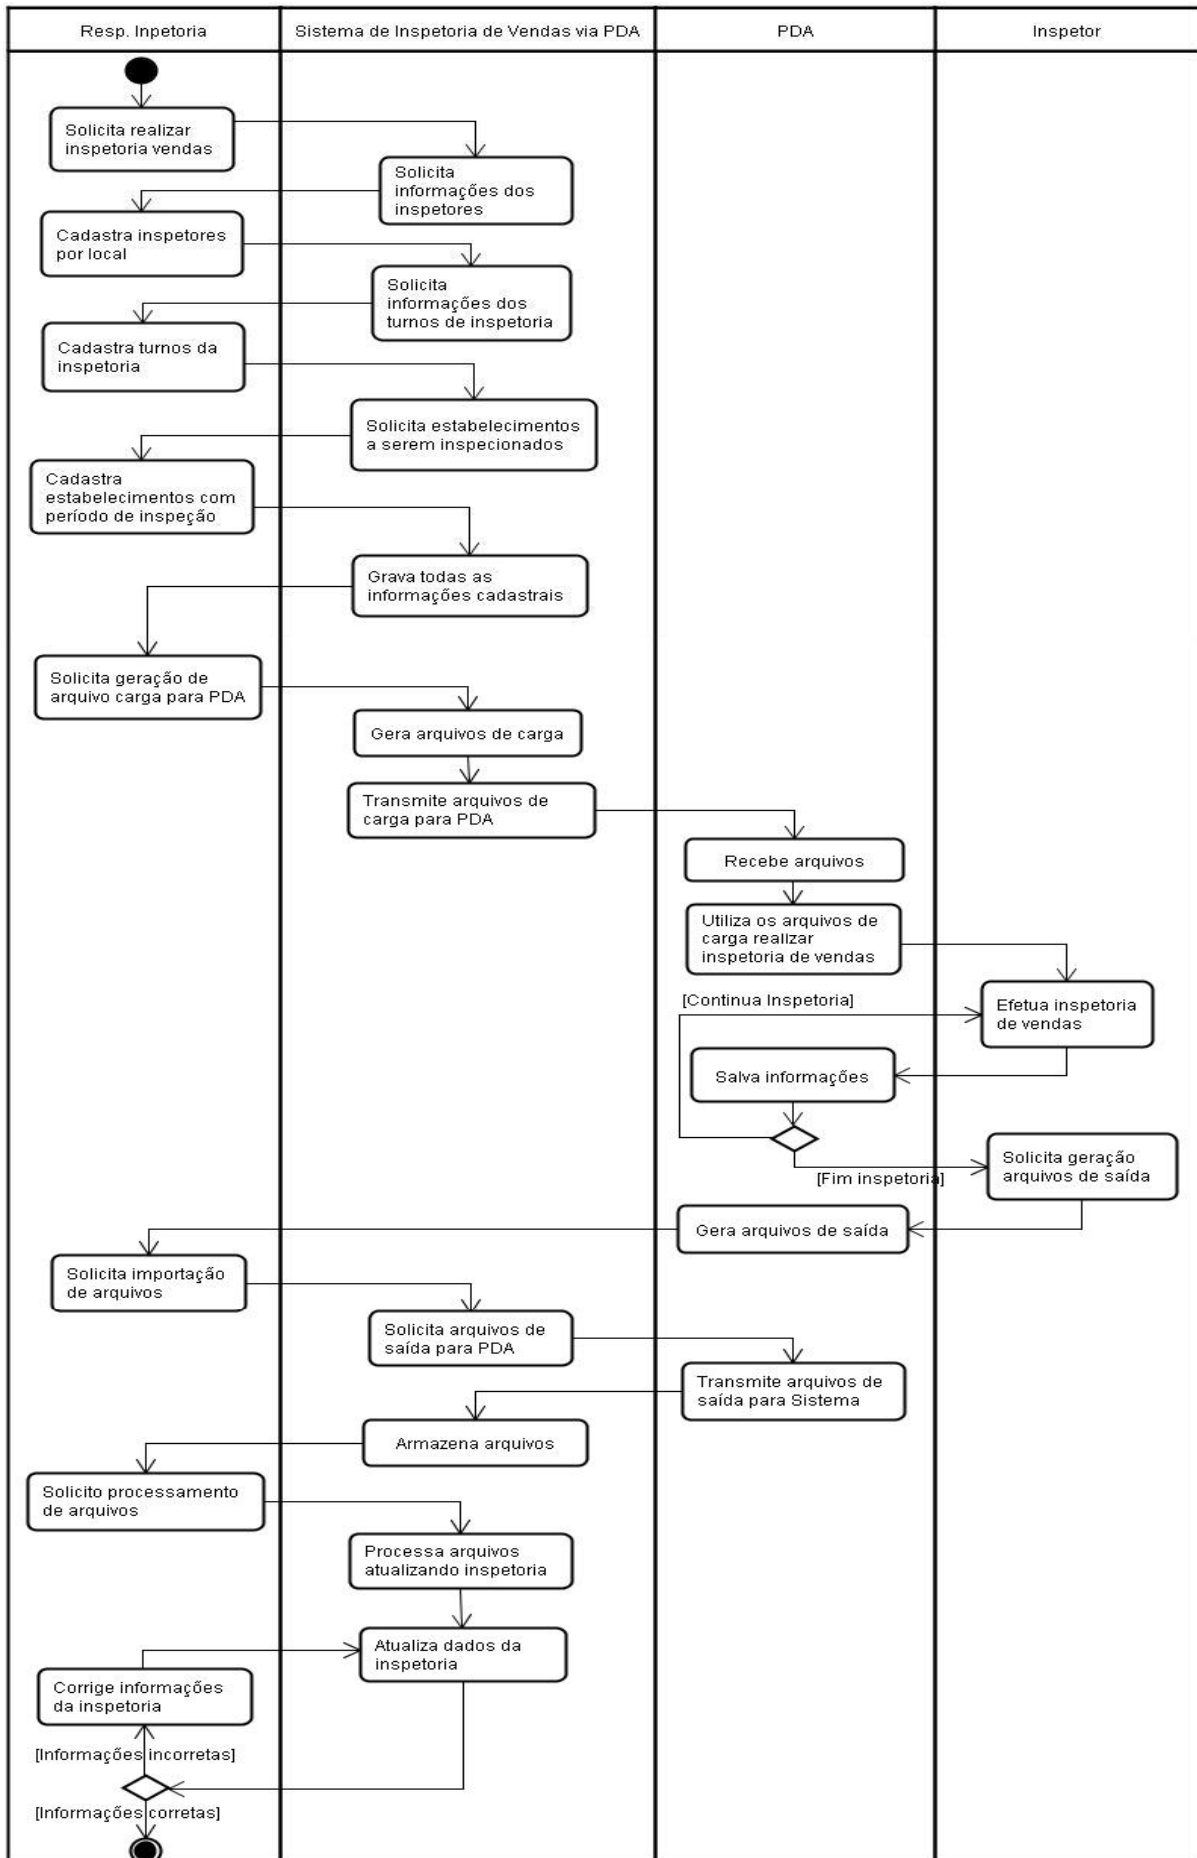 Resp. Inpetoria
Sistema de Inspetoria de Vendas via PDA
PDA
Inspetor
Solicita realizar
inspetoria vendas
Solicita
informações dos
inspetores
Cadastra inspetores
por local
Solicita
informações dos
turnos de inspetoria
Cadastra turnos da
inspetoria
Solicita estabelecimentos
a serem inspecionados
Cadastra
estabelecimentos com
período de inspeção
Grava todas as
informações cadastrais
Solicita geração de
arquivo carga para PDA
Gera arquivos de carga
Transmite arquivos de
carga para PDA
Recebe arquivos
Utiliza os arquivos de
carga realizar
inspetoria de vendas
[Continua Inspetoria]
Efetua inspetoria
de vendas
Salva informações
[Fim inspetoria]
Solicita geração
arquivos de saída
Gera arquivos de saída
Solicita importação
de arquivos
Solicita arquivos de
saída para PDA
Transmite arquivos de
saída para Sistema
Armazena arquivos
Solicito processamento
de arquivos
Processa arquivos
atualizando inspetoria
Atualiza dados da
inspetoria
Corrige informações
da inspetoria
[Informações incorretas]
[Informações corretas]